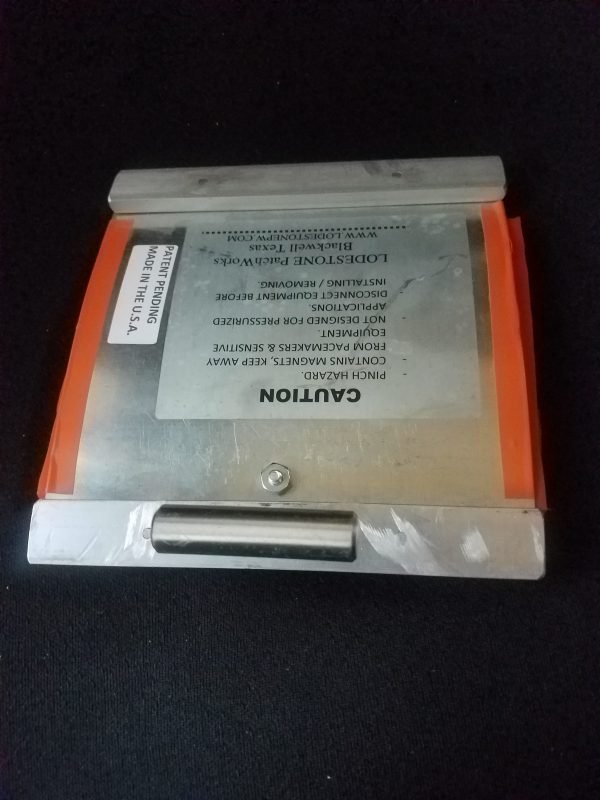 CAUTION
- PINCH HAZARD.
- CONTAINS MAGNETS, KEEP AWAY
FROM PACEMAKERS & SENSITIVE
EQUIPMENT.
- NOT DESIGNED FOR PRESSURIZED
APPLICATIONS.
- DISCONNECT EQUIPMENT BEFORE
INSTALLING / REMOVING.
LODESTONE PatchWorks
Blackwell Texas
WWW.LODESTONEPW.COM
PATENT PENDING
MADE IN THE U.S.A.